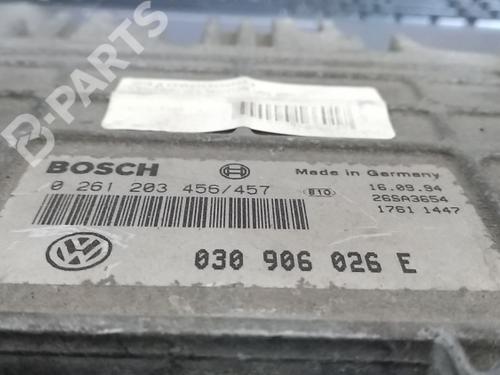 B-PARTS
BOSCH
Made in Germany
0 261 203 456/457
B10
16.09.94
26SA3654
1761 1447
030 906 026 E